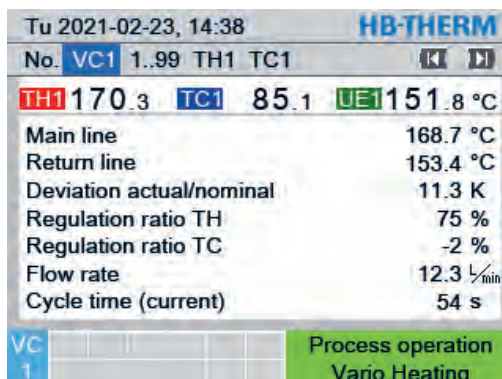 Tu 2021-02-23, 14:38 HB-THERM
No. VC1 1..99 TH1 TC1
TH1 170.3 TC1 85.1 UE1 151.8 °C
Main line 168.7 °C
Return line 153.4 °C
Deviation actual/nominal 11.3 K
Regulation ratio TH 75 %
Regulation ratio TC -2 %
Flow rate 12.3 L/min
Cycle time (current) 54 s
VC Process operation
1 Vario Heating